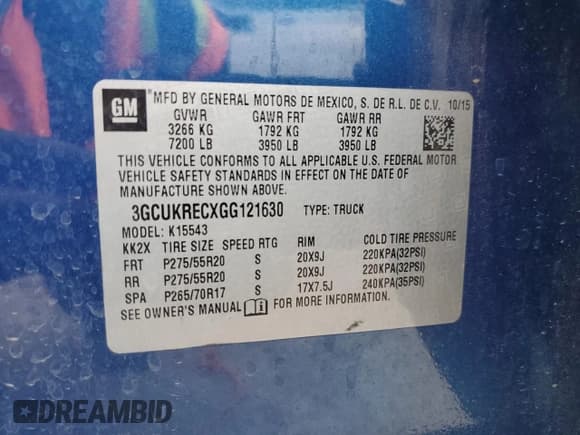 GM
MFD BY GENERAL MOTORS DE MEXICO, S. DE R.L. DE C.V. 10/15
GVWR GAWR FRT GAWR RR
3266 KG 1792 KG 1792 KG
7200 LB 3950 LB 3950 LB
THIS VEHICLE CONFORMS TO ALL APPLICABLE U.S. FEDERAL MOTOR
VEHICLE SAFETY STANDARDS IN EFFECT ON THE DATE OF
MANUFACTURE SHOWN ABOVE.
3GCUKRECXGG121630 TYPE: TRUCK
MODEL: K15543
KK2X TIRE SIZE SPEED RTG RIM COLD TIRE PRESSURE
FRT P275/55R20 S 20X9J 220KPA(32PSI)
RR P275/55R20 S 20X9J 220KPA(32PSI)
SPA P265/70R17 S 17X7.5J 240KPA(35PSI)
SEE OWNER'S MANUAL FOR MORE INFORMATION.
DREAMBID